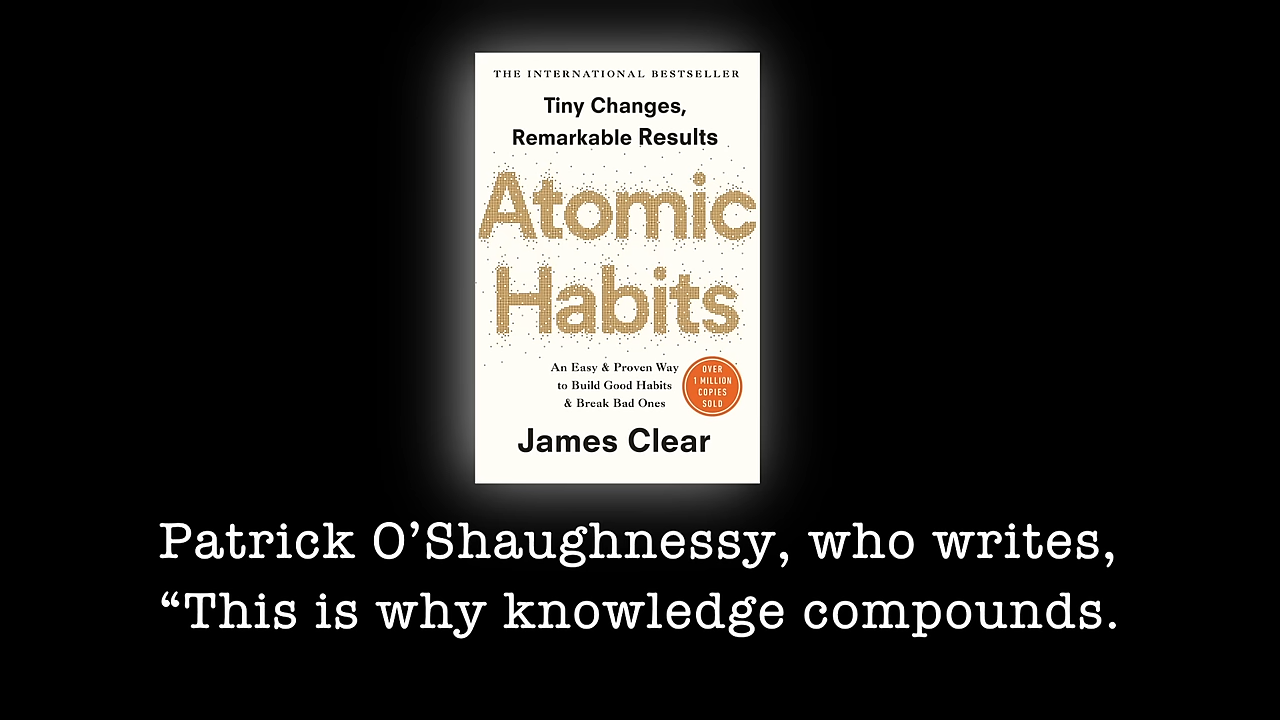 THE INTERNATIONAL BESTSELLER
Tiny Changes,
Remarkable Results
Atomic
Habits
An Easy & Proven Way
to Build Good Habits
& Break Bad Ones
OVER
1 MILLION
COPIES
SOLD
James Clear
Patrick O’Shaughnessy, who writes,
“This is why knowledge compounds.